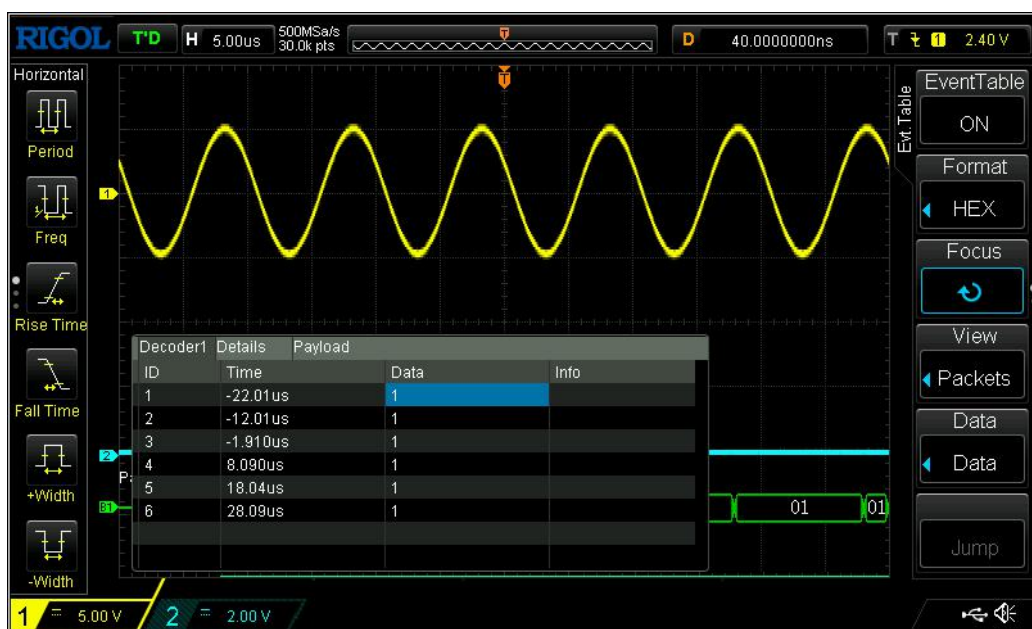 RIGOL T'D H 5.00us 500MSa/s 30.0k pts T D 40.0000000ns T 1 2.40 V
Horizontal
Period
Freq
Rise Time
Fall Time
+Width
-Width
T
1
2
B1
Decoder1 Details Payload
ID Time Data Info
1 -22.01us 1
2 -12.01us 1
3 -1.910us 1
4 8.090us 1
5 18.04us 1
6 28.09us 1
01 01
Evt.Table
EventTable
ON
Format
HEX
Focus
View
Packets
Data
Data
Jump
1 5.00 V 2 2.00 V